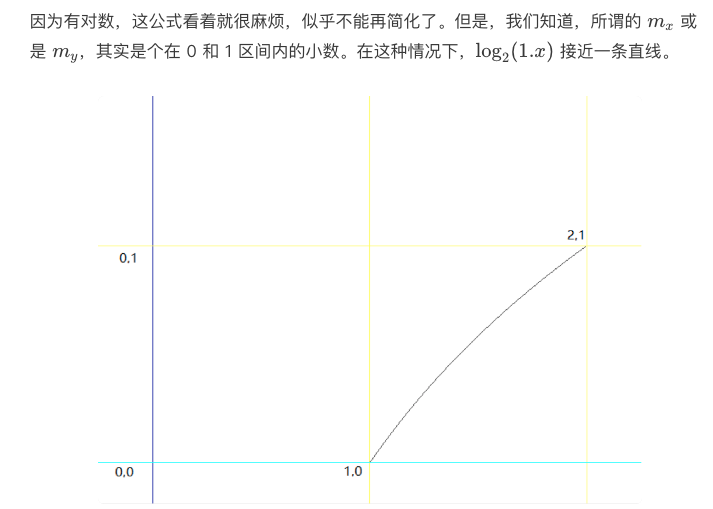 因为有对数，这公式看着就很麻烦，似乎不能再简化了。但是，我们知道，所谓的 mₓ 或
是 m_y，其实是个在 0 和 1 区间内的小数。在这种情况下，log₂(1.x) 接近一条直线。
2,1
0,1
0,0
1,0